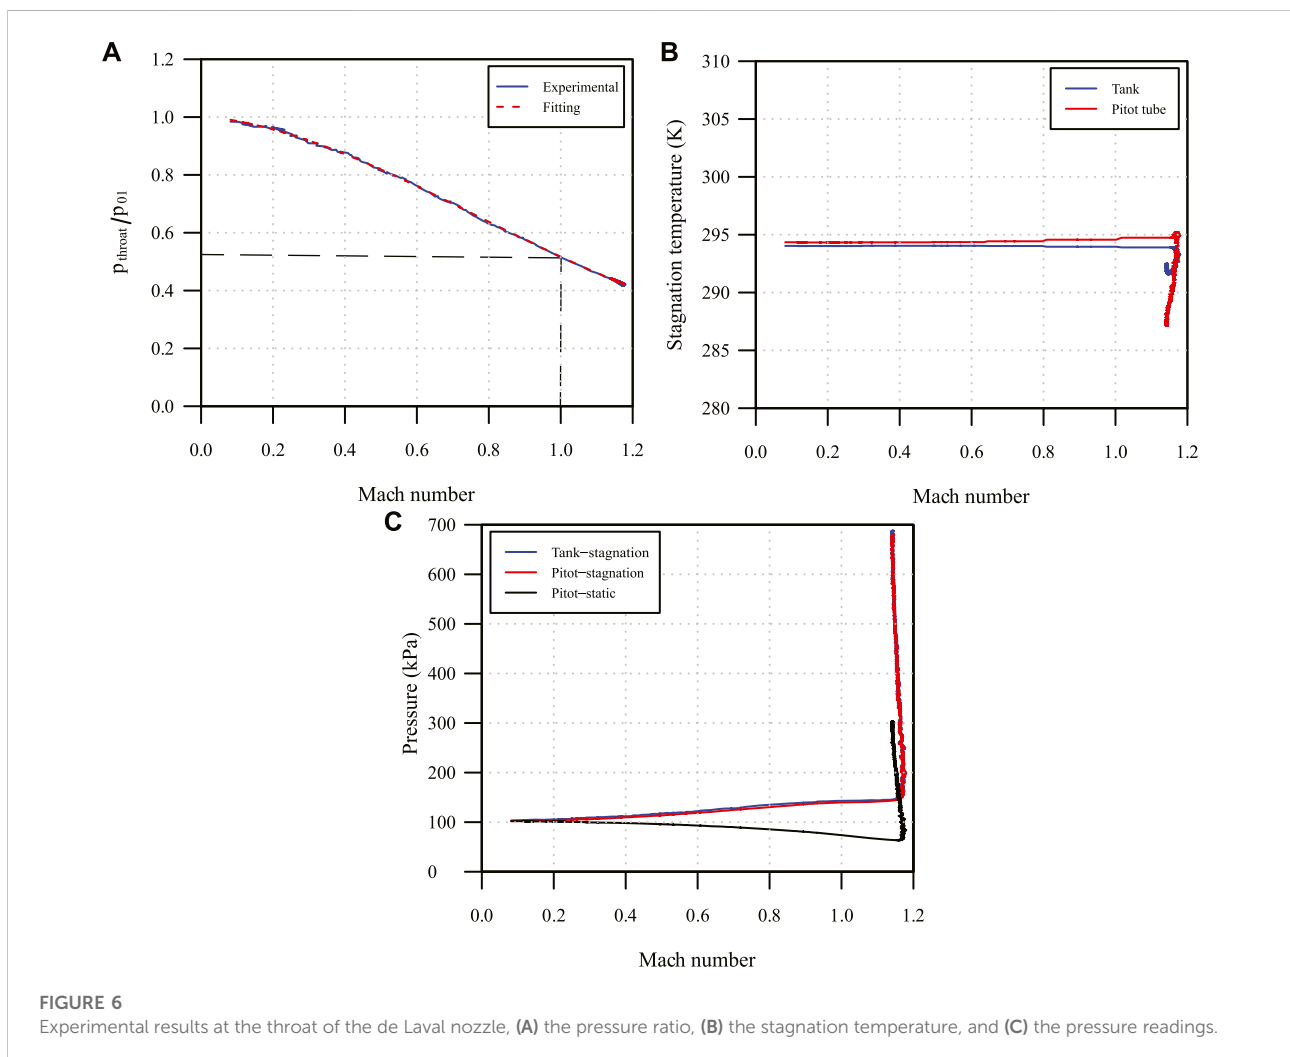 A
1.2
1.0
0.8
0.6
0.4
0.2
0.0
p throat /p 01
Experimental
Fitting
0.0 0.2 0.4 0.6 0.8 1.0 1.2
Mach number
B
310
305
300
295
290
285
280
Stagnation temperature (K)
Tank
Pitot tube
0.0 0.2 0.4 0.6 0.8 1.0 1.2
Mach number
C
700
600
500
400
300
200
100
0
Pressure (kPa)
Tank−stagnation
Pitot−stagnation
Pitot−static
0.0 0.2 0.4 0.6 0.8 1.0 1.2
Mach number
FIGURE 6
Experimental results at the throat of the de Laval nozzle, (A) the pressure ratio, (B) the stagnation temperature, and (C) the pressure readings.